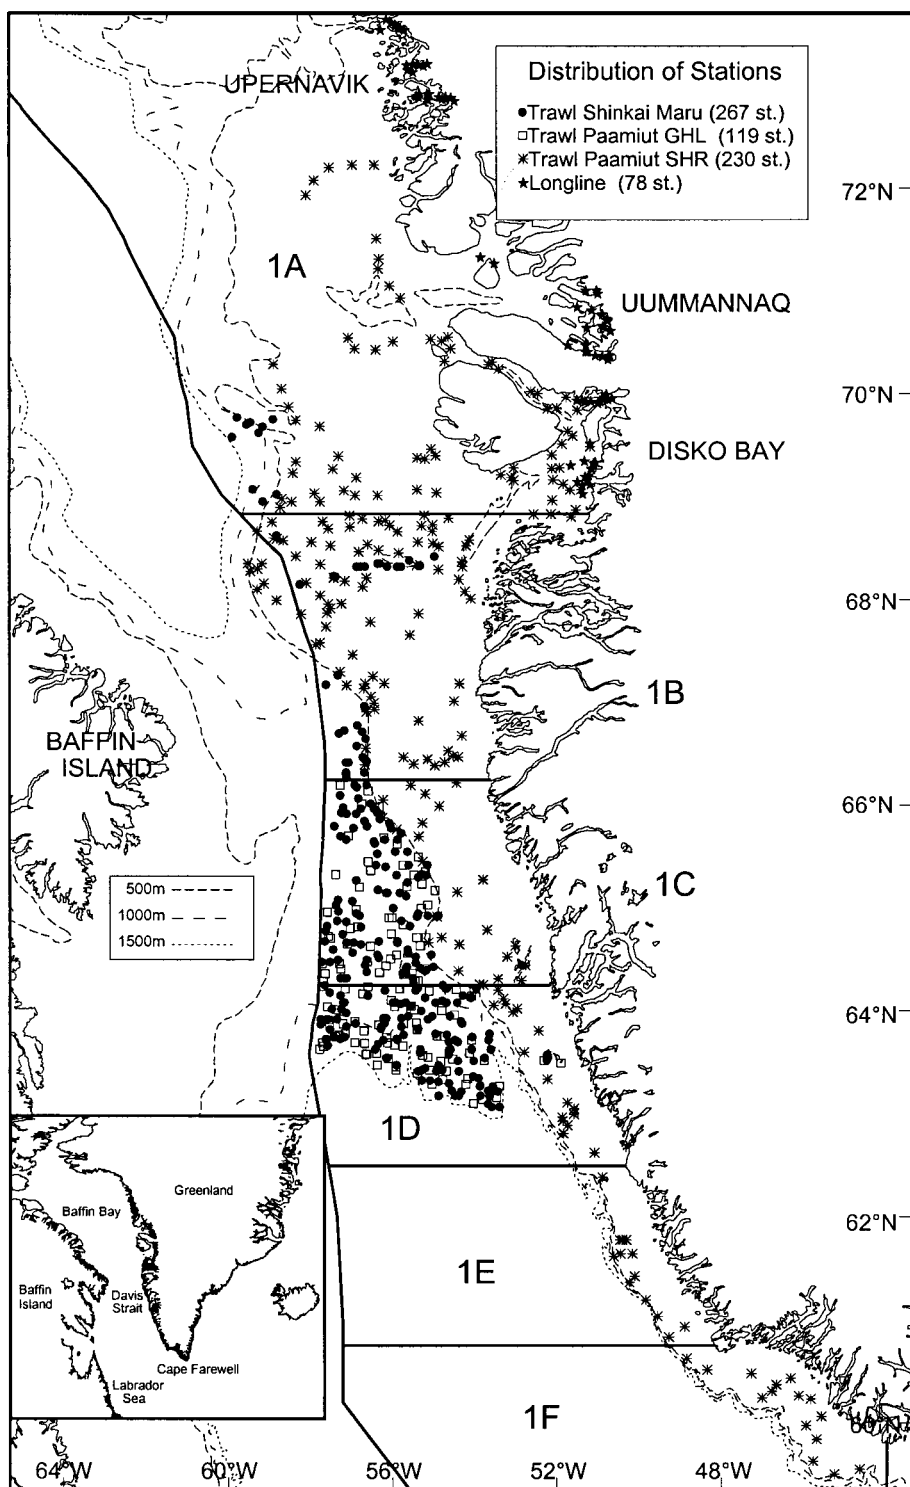 UPERNAVIK
Distribution of Stations
●Trawl Shinkai Maru (267 st.)
□Trawl Paamiut GHL (119 st.)
✳Trawl Paamiut SHR (230 st.)
★Longline (78 st.)
72°N
1A
UUMMANNAQ
70°N
DISKO BAY
68°N
1B
BAFFIN
ISLAND
66°N
1C
500m
1000m
1500m
64°N
1D
Greenland
Baffin Bay
62°N
1E
Baffin
Island
Davis
Strait
Cape Farewell
Labrador
Sea
1F
60°N
64°W 60°W 56°W 52°W 48°W